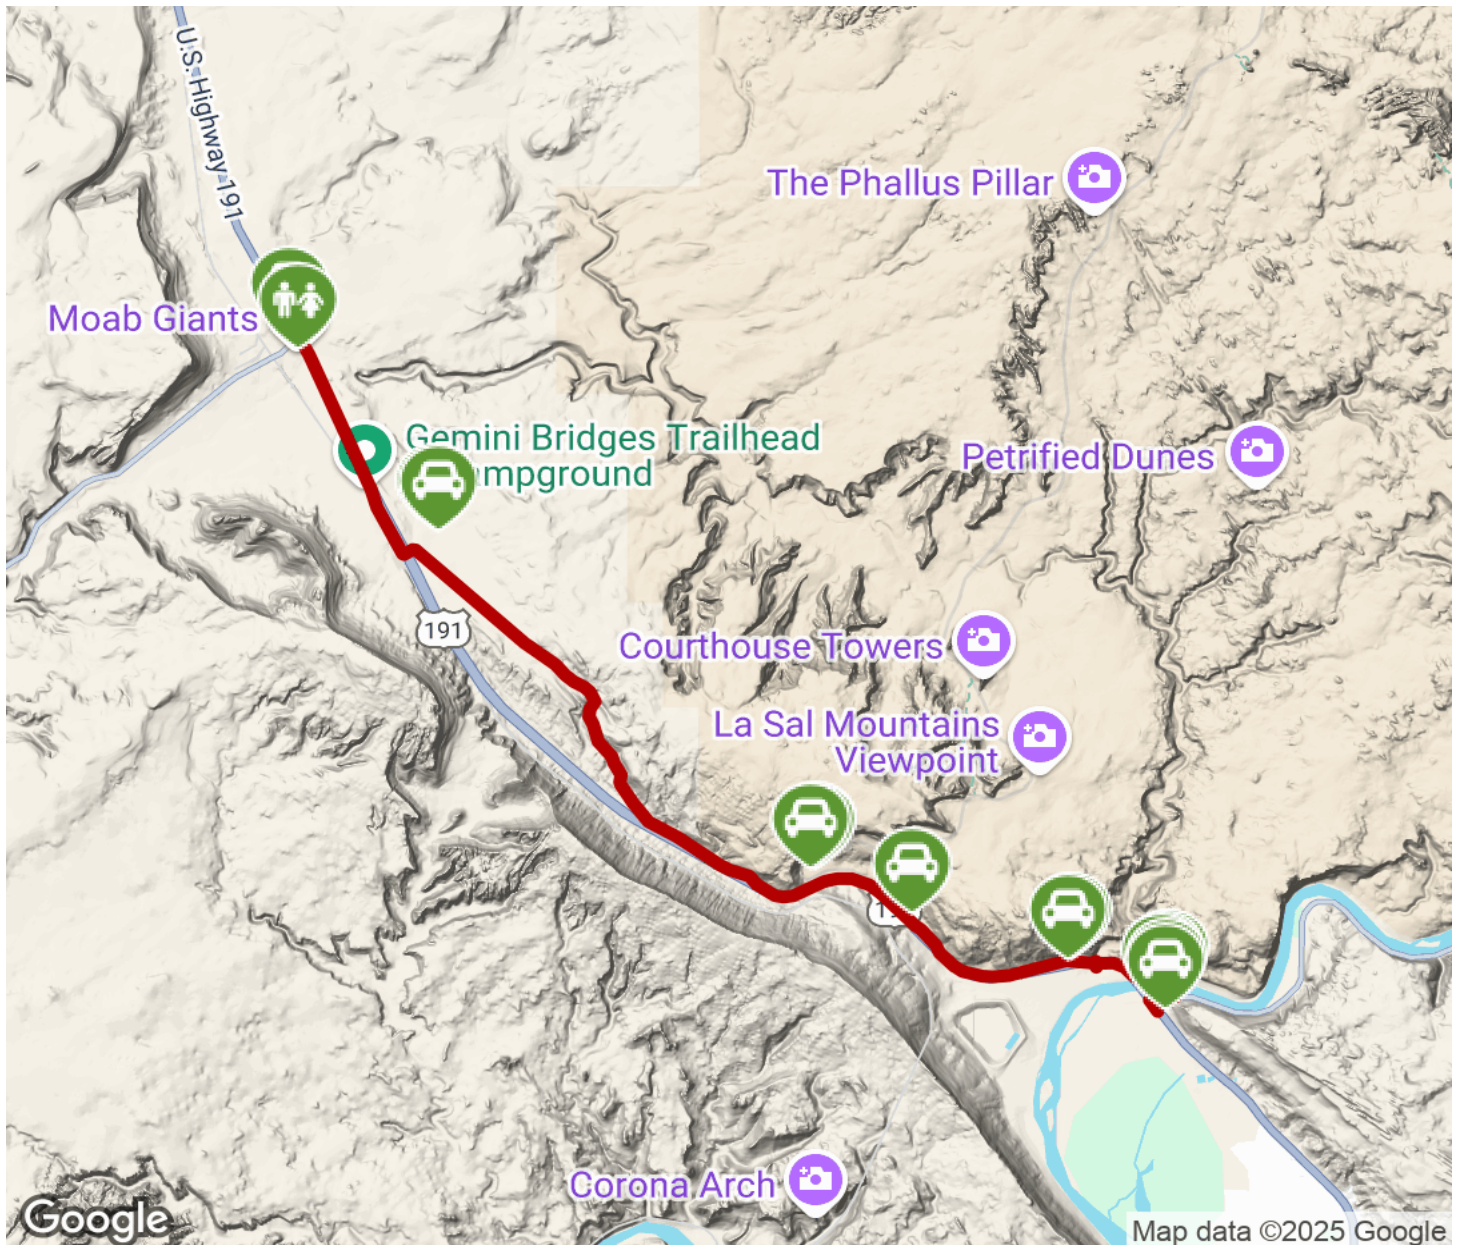 U.S. Highway 191
The Phallus Pillar
Moab Giants
Gemini Bridges Trailhead
mpground
Petrified Dunes
191
Courthouse Towers
La Sal Mountains
Viewpoint
Corona Arch
Google
Map data ©2025 Google